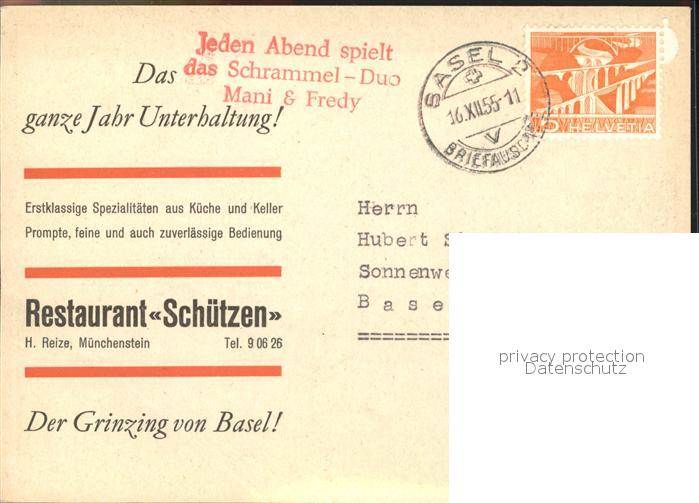 Jeden Abend spielt
das Schrammel-Duo
Mani & Fredy
Das
ganze Jahr Unterhaltung!
Erstklassige Spezialitäten aus Küche und Keller
Prompte, feine und auch zuverlässige Bedienung
Restaurant «Schützen»
H. Reize, Münchenstein Tel. 9 06 26
Der Grinzing von Basel!
BASEL
16.XII.55-11
V
5 HELVETIA
Herrn
Hubert
Base
privacy protection
Datenschutz